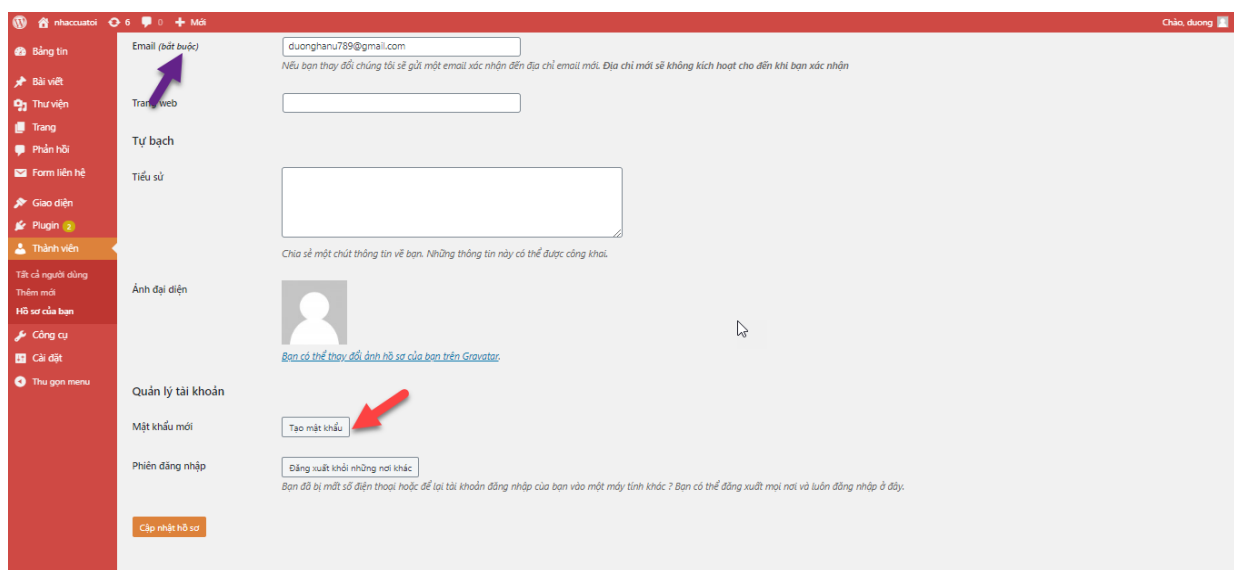 nhaccuatoi 6 0 + Mới
Chào, duong
Bảng tin
Bài viết
Thư viện
Trang
Phản hồi
Form liên hệ
Giao diện
Plugin 2
Thành viên
Tất cả người dùng
Thêm mới
Hồ sơ của bạn
Công cụ
Cài đặt
Thu gọn menu
Email (bắt buộc)
duonghanu789@gmail.com
Nếu bạn thay đổi chúng tôi sẽ gửi một email xác nhận đến địa chỉ email mới. Địa chỉ mới sẽ không kích hoạt cho đến khi bạn xác nhận
Trang web
Tự bạch
Tiểu sử
Chia sẻ một chút thông tin về bạn. Những thông tin này có thể được công khai.
Ảnh đại diện
Bạn có thể thay đổi ảnh hồ sơ của bạn trên Gravatar.
Quản lý tài khoản
Mật khẩu mới
Tạo mật khẩu
Phiên đăng nhập
Đăng xuất khỏi những nơi khác
Bạn đã bị mất số điện thoại hoặc để lại tài khoản đăng nhập của bạn vào một máy tính khác ? Bạn có thể đăng xuất mọi nơi và luôn đăng nhập ở đây.
Cập nhật hồ sơ